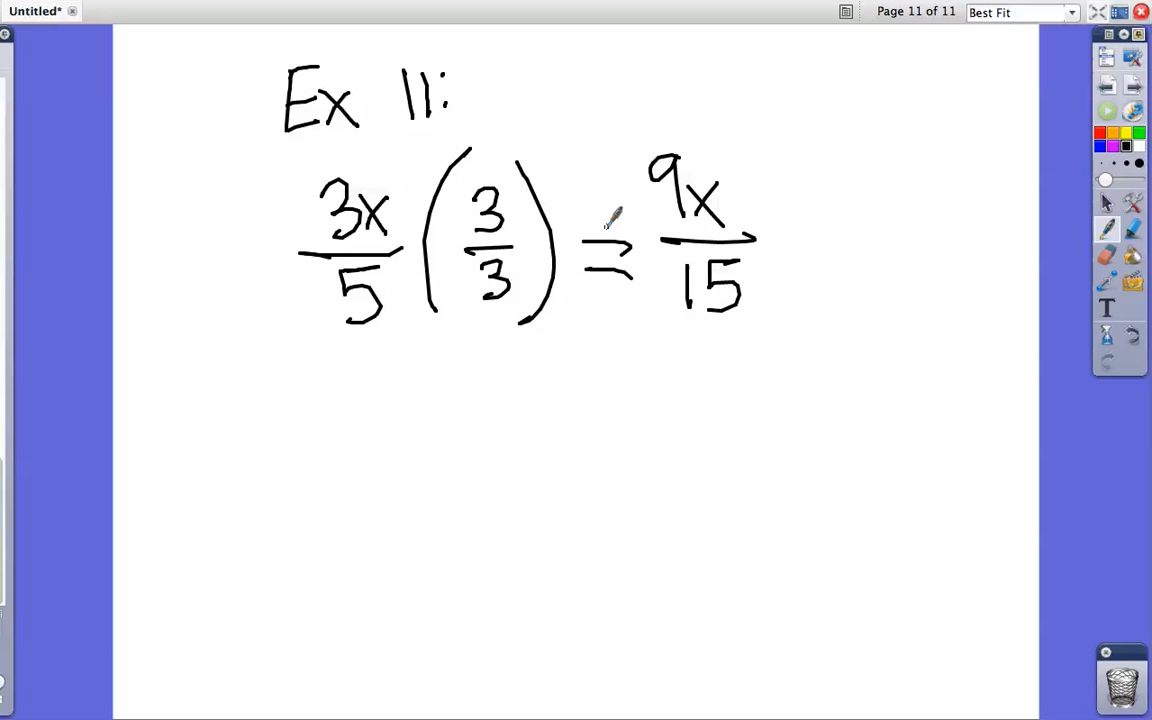 Untitled*
Page 11 of 11
Best Fit
Ex 11:
3x/5 (3/3) = 9x/15
T